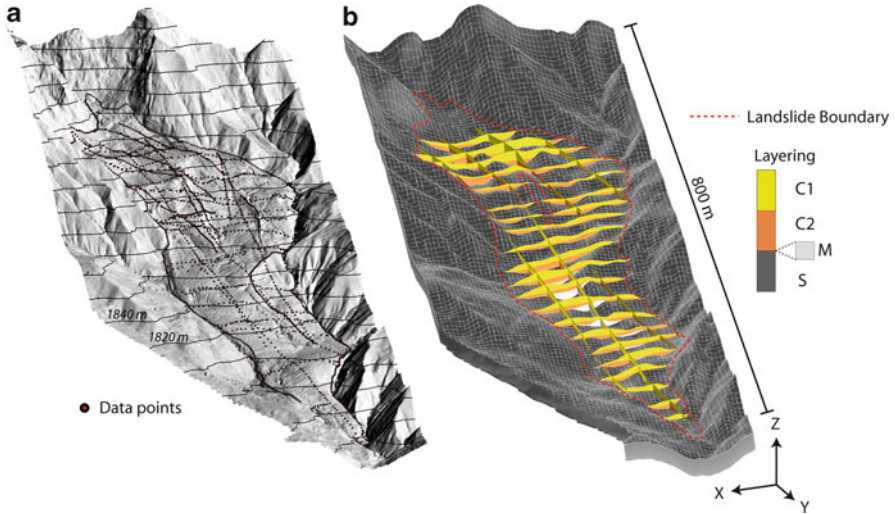 a
1840 m
1820 m
Data points
b
800 m
Landslide Boundary
Layering
C1
C2
M
S
Z
X
Y